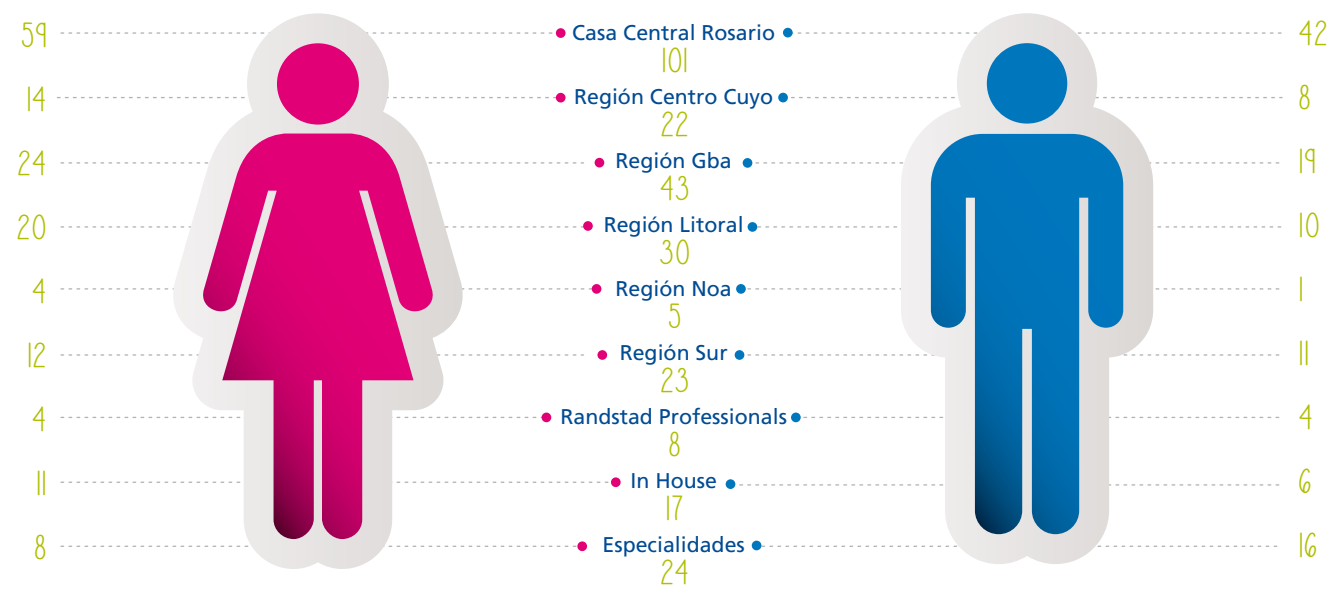 59 Casa Central Rosario 42
101
14 Región Centro Cuyo 8
22
24 Región Gba 19
43
20 Región Litoral 10
30
4 Región Noa 1
5
12 Región Sur 11
23
4 Randstad Professionals 4
8
11 In House 6
17
8 Especialidades 16
24